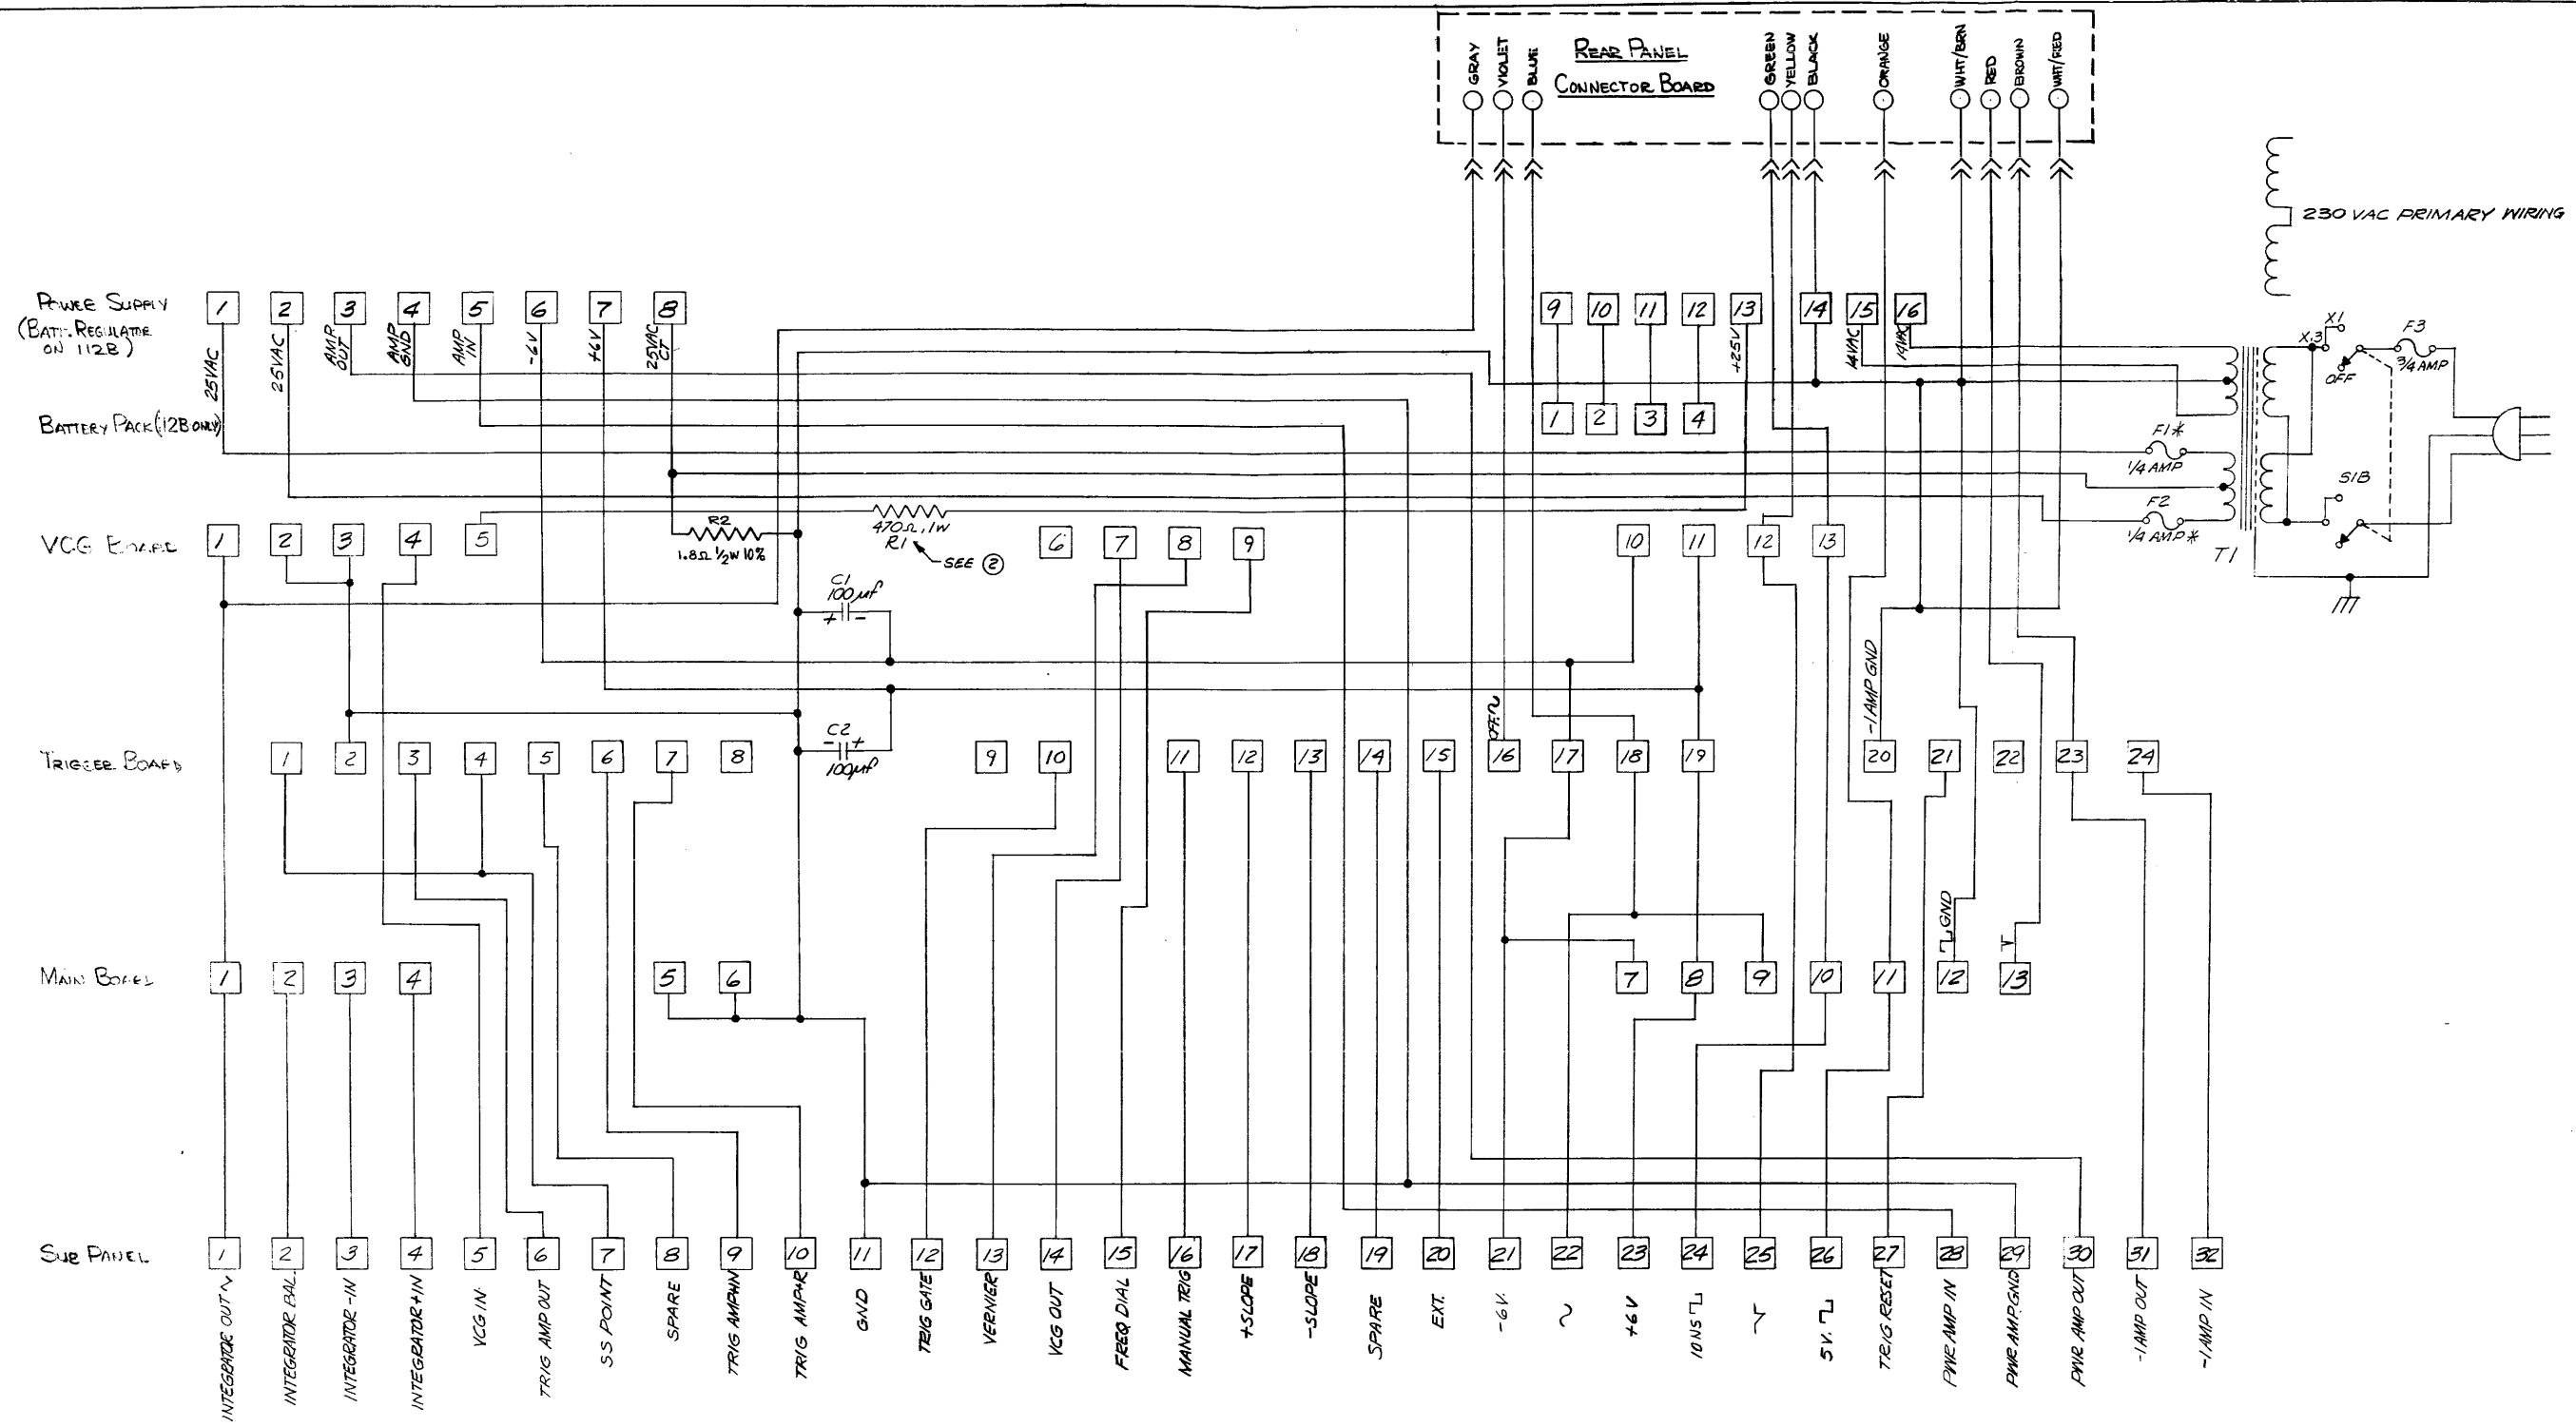 REAR PANEL
CONNECTOR BOARD
GRAY
VIOLET
BLUE
GREEN
YELLOW
BLACK
ORANGE
WHT/BRN
RED
BROWN
WHT/RED
230 VAC PRIMARY WIRING
POWER SUPPLY
(BATT. REGULATOR
ON 112B)
1 2 3 4 5 6 7 8 9 10 11 12 13 14 15 16
25VAC
25VAC
AMP OUT
AMP GND
AMP IN
-6V
+6V
25VAC CT
+25V
14VAC
14VAC
X1
X.3
OFF
F3
3/4 AMP
BATTERY PACK (112B ONLY)
1 2 3 4
F1*
1/4 AMP
F2
1/4 AMP*
S1B
T1
VCG BOARD
1 2 3 4 5 6 7 8 9 10 11 12 13
R2
1.8Ω 1/2W 10%
470Ω, 1W
R1
SEE ②
C1
100µf
+ -
-1 AMP GND
OFF.
C2
- +
100µf
TRIGGER BOARD
1 2 3 4 5 6 7 8 9 10 11 12 13 14 15 16 17 18 19 20 21 22 23 24
GND
MAIN BOARD
1 2 3 4 5 6 7 8 9 10 11 12 13
SUB PANEL
1 2 3 4 5 6 7 8 9 10 11 12 13 14 15 16 17 18 19 20 21 22 23 24 25 26 27 28 29 30 31 32
INTEGRATOR OUT ~
INTEGRATOR BAL.
INTEGRATOR -IN
INTEGRATOR +IN
VCG IN
TRIG AMP OUT
SS POINT
SPARE
TRIG AMP#IN
TRIG AMP#R
GND
TRIG GATE
VERNIER
VCG OUT
FREQ DIAL
MANUAL TRIG
+SLOPE
-SLOPE
SPARE
EXT.
-6V.
~
+6V
10NS
5V.
TRIG RESET
PWR AMP IN
PWR AMP.GND
PWR AMP OUT
-1 AMP OUT
-1 AMP IN